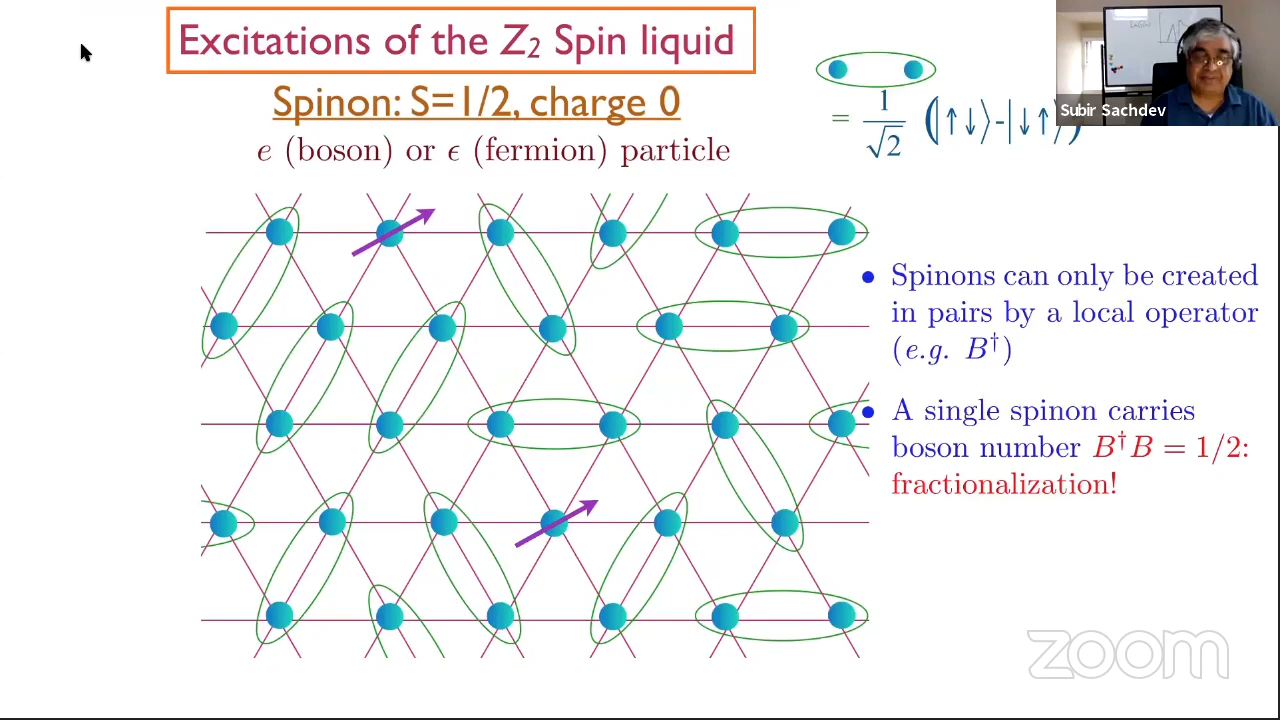 Excitations of the Z₂ Spin liquid
Spinon: S=1/2, charge 0
e (boson) or ϵ (fermion) particle
= 1/√2 (|↑↓⟩-|↓↑⟩)
Subir Sachdev
• Spinons can only be created
in pairs by a local operator
(e.g. B†)
• A single spinon carries
boson number B†B = 1/2:
fractionalization!
zoom